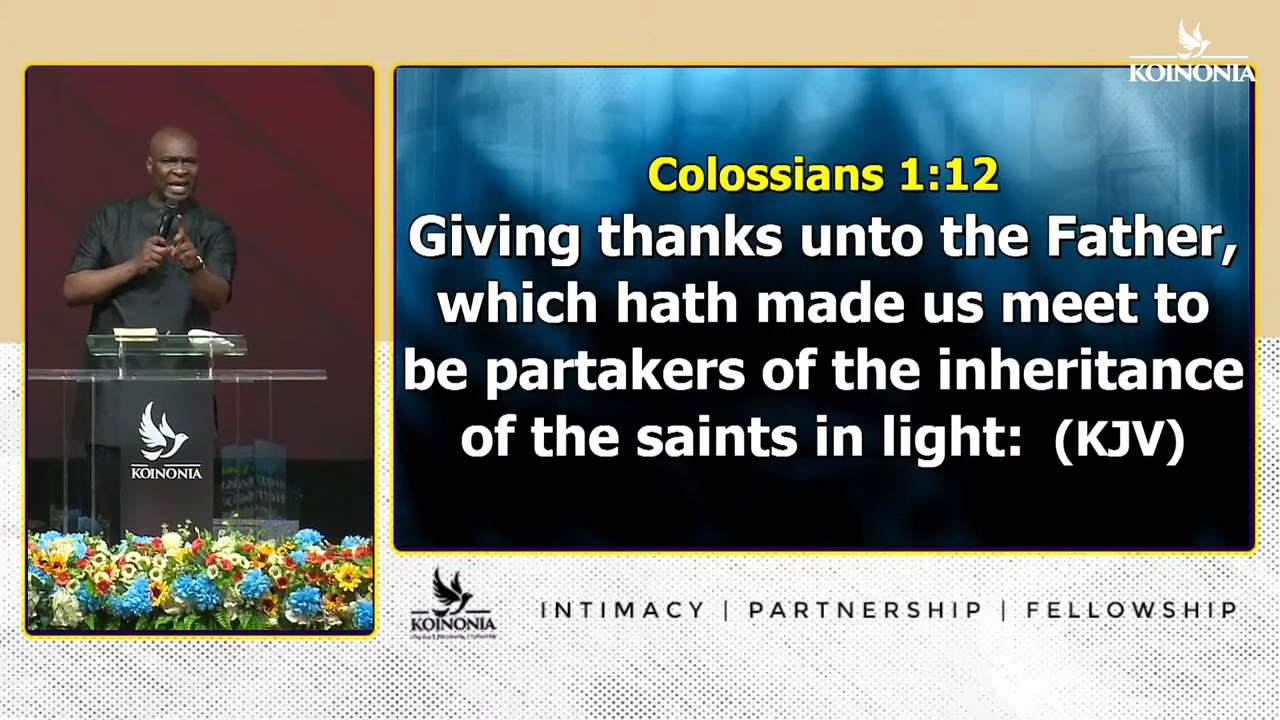 KOINONIA
Colossians 1:12
Giving thanks unto the Father,
which hath made us meet to
be partakers of the inheritance
of the saints in light: (KJV)
KOINONIA
KOINONIA
INTIMACY | PARTNERSHIP | FELLOWSHIP